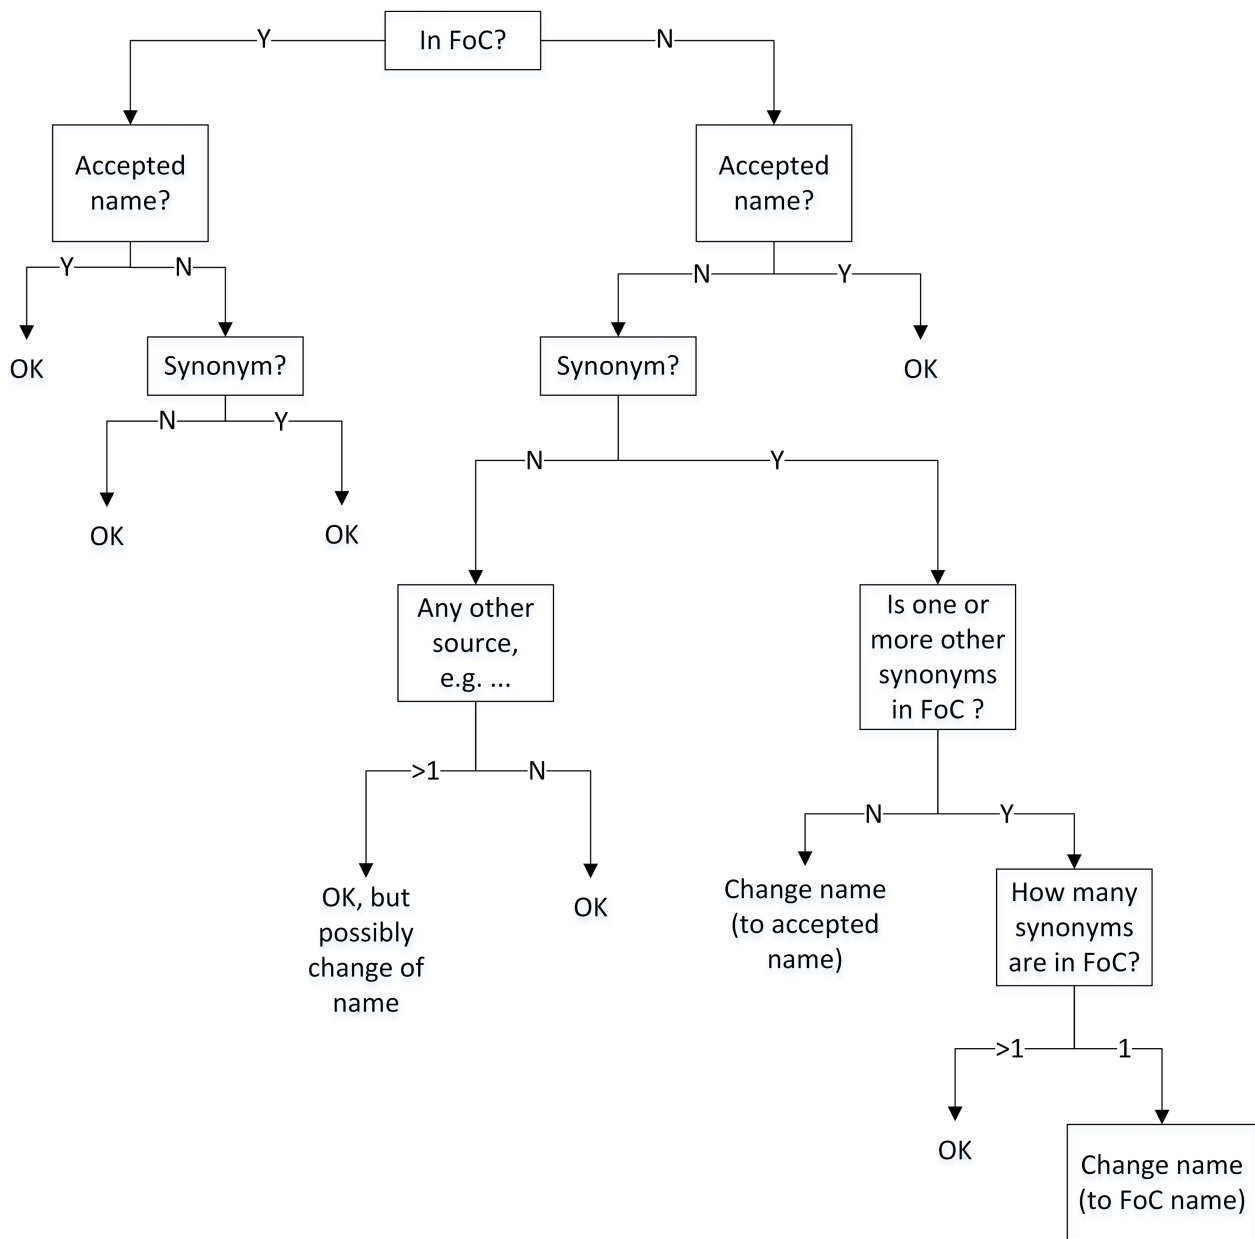 In FoC?
Y
N
Accepted
name?
Accepted
name?
Y
N
N
Y
OK
Synonym?
Synonym?
OK
N
Y
N
Y
OK
OK
Any other
source,
e.g. ...
Is one or
more other
synonyms
in FoC ?
>1
N
N
Y
OK, but
possibly
change of
name
OK
Change name
(to accepted
name)
How many
synonyms
are in FoC?
>1
1
OK
Change name
(to FoC name)